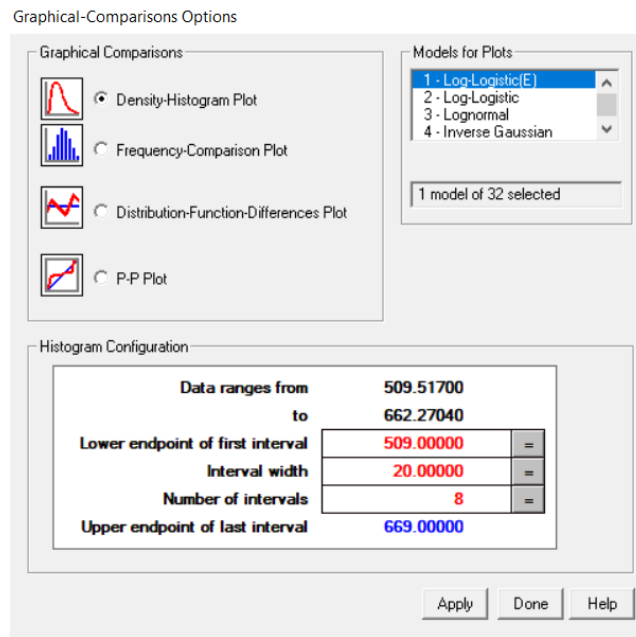 Graphical-Comparisons Options
Graphical Comparisons
Density-Histogram Plot
Frequency-Comparison Plot
Distribution-Function-Differences Plot
P-P Plot
Models for Plots
1 - Log-Logistic(E)
2 - Log-Logistic
3 - Lognormal
4 - Inverse Gaussian
1 model of 32 selected
Histogram Configuration
Data ranges from 509.51700
to 662.27040
Lower endpoint of first interval 509.00000 =
Interval width 20.00000 =
Number of intervals 8 =
Upper endpoint of last interval 669.00000
Apply Done Help